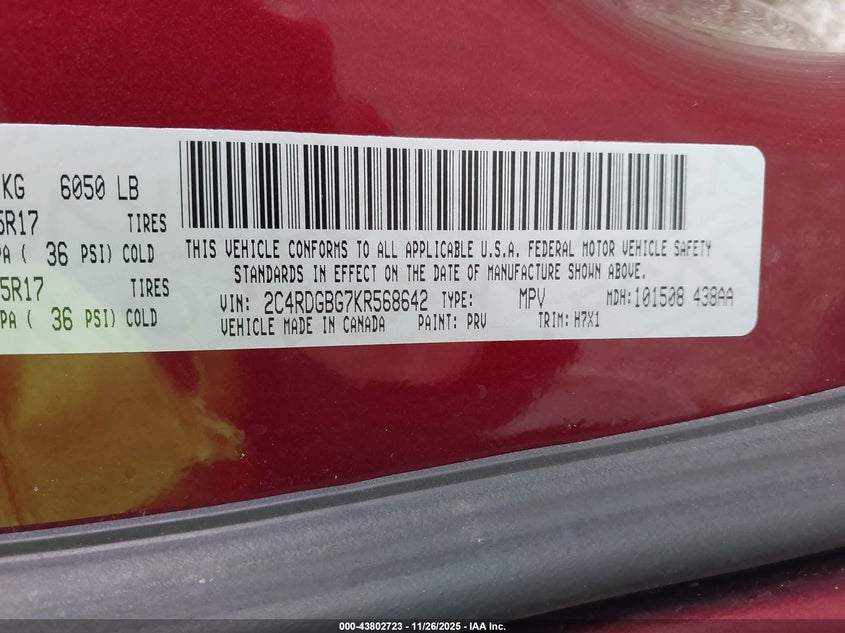 KG 6050 LB
5R17 TIRES
PA ( 36 PSI) COLD
5R17 TIRES
PA ( 36 PSI) COLD
THIS VEHICLE CONFORMS TO ALL APPLICABLE U.S.A. FEDERAL MOTOR VEHICLE SAFETY
STANDARDS IN EFFECT ON THE DATE OF MANUFACTURE SHOWN ABOVE.
VIN: 2C4RDGBG7KR568642 TYPE: MPV MDH: 101508 438AA
VEHICLE MADE IN CANADA PAINT: PRV TRIM: H7X1
000-43802723 - 11/26/2025 - IAA Inc.